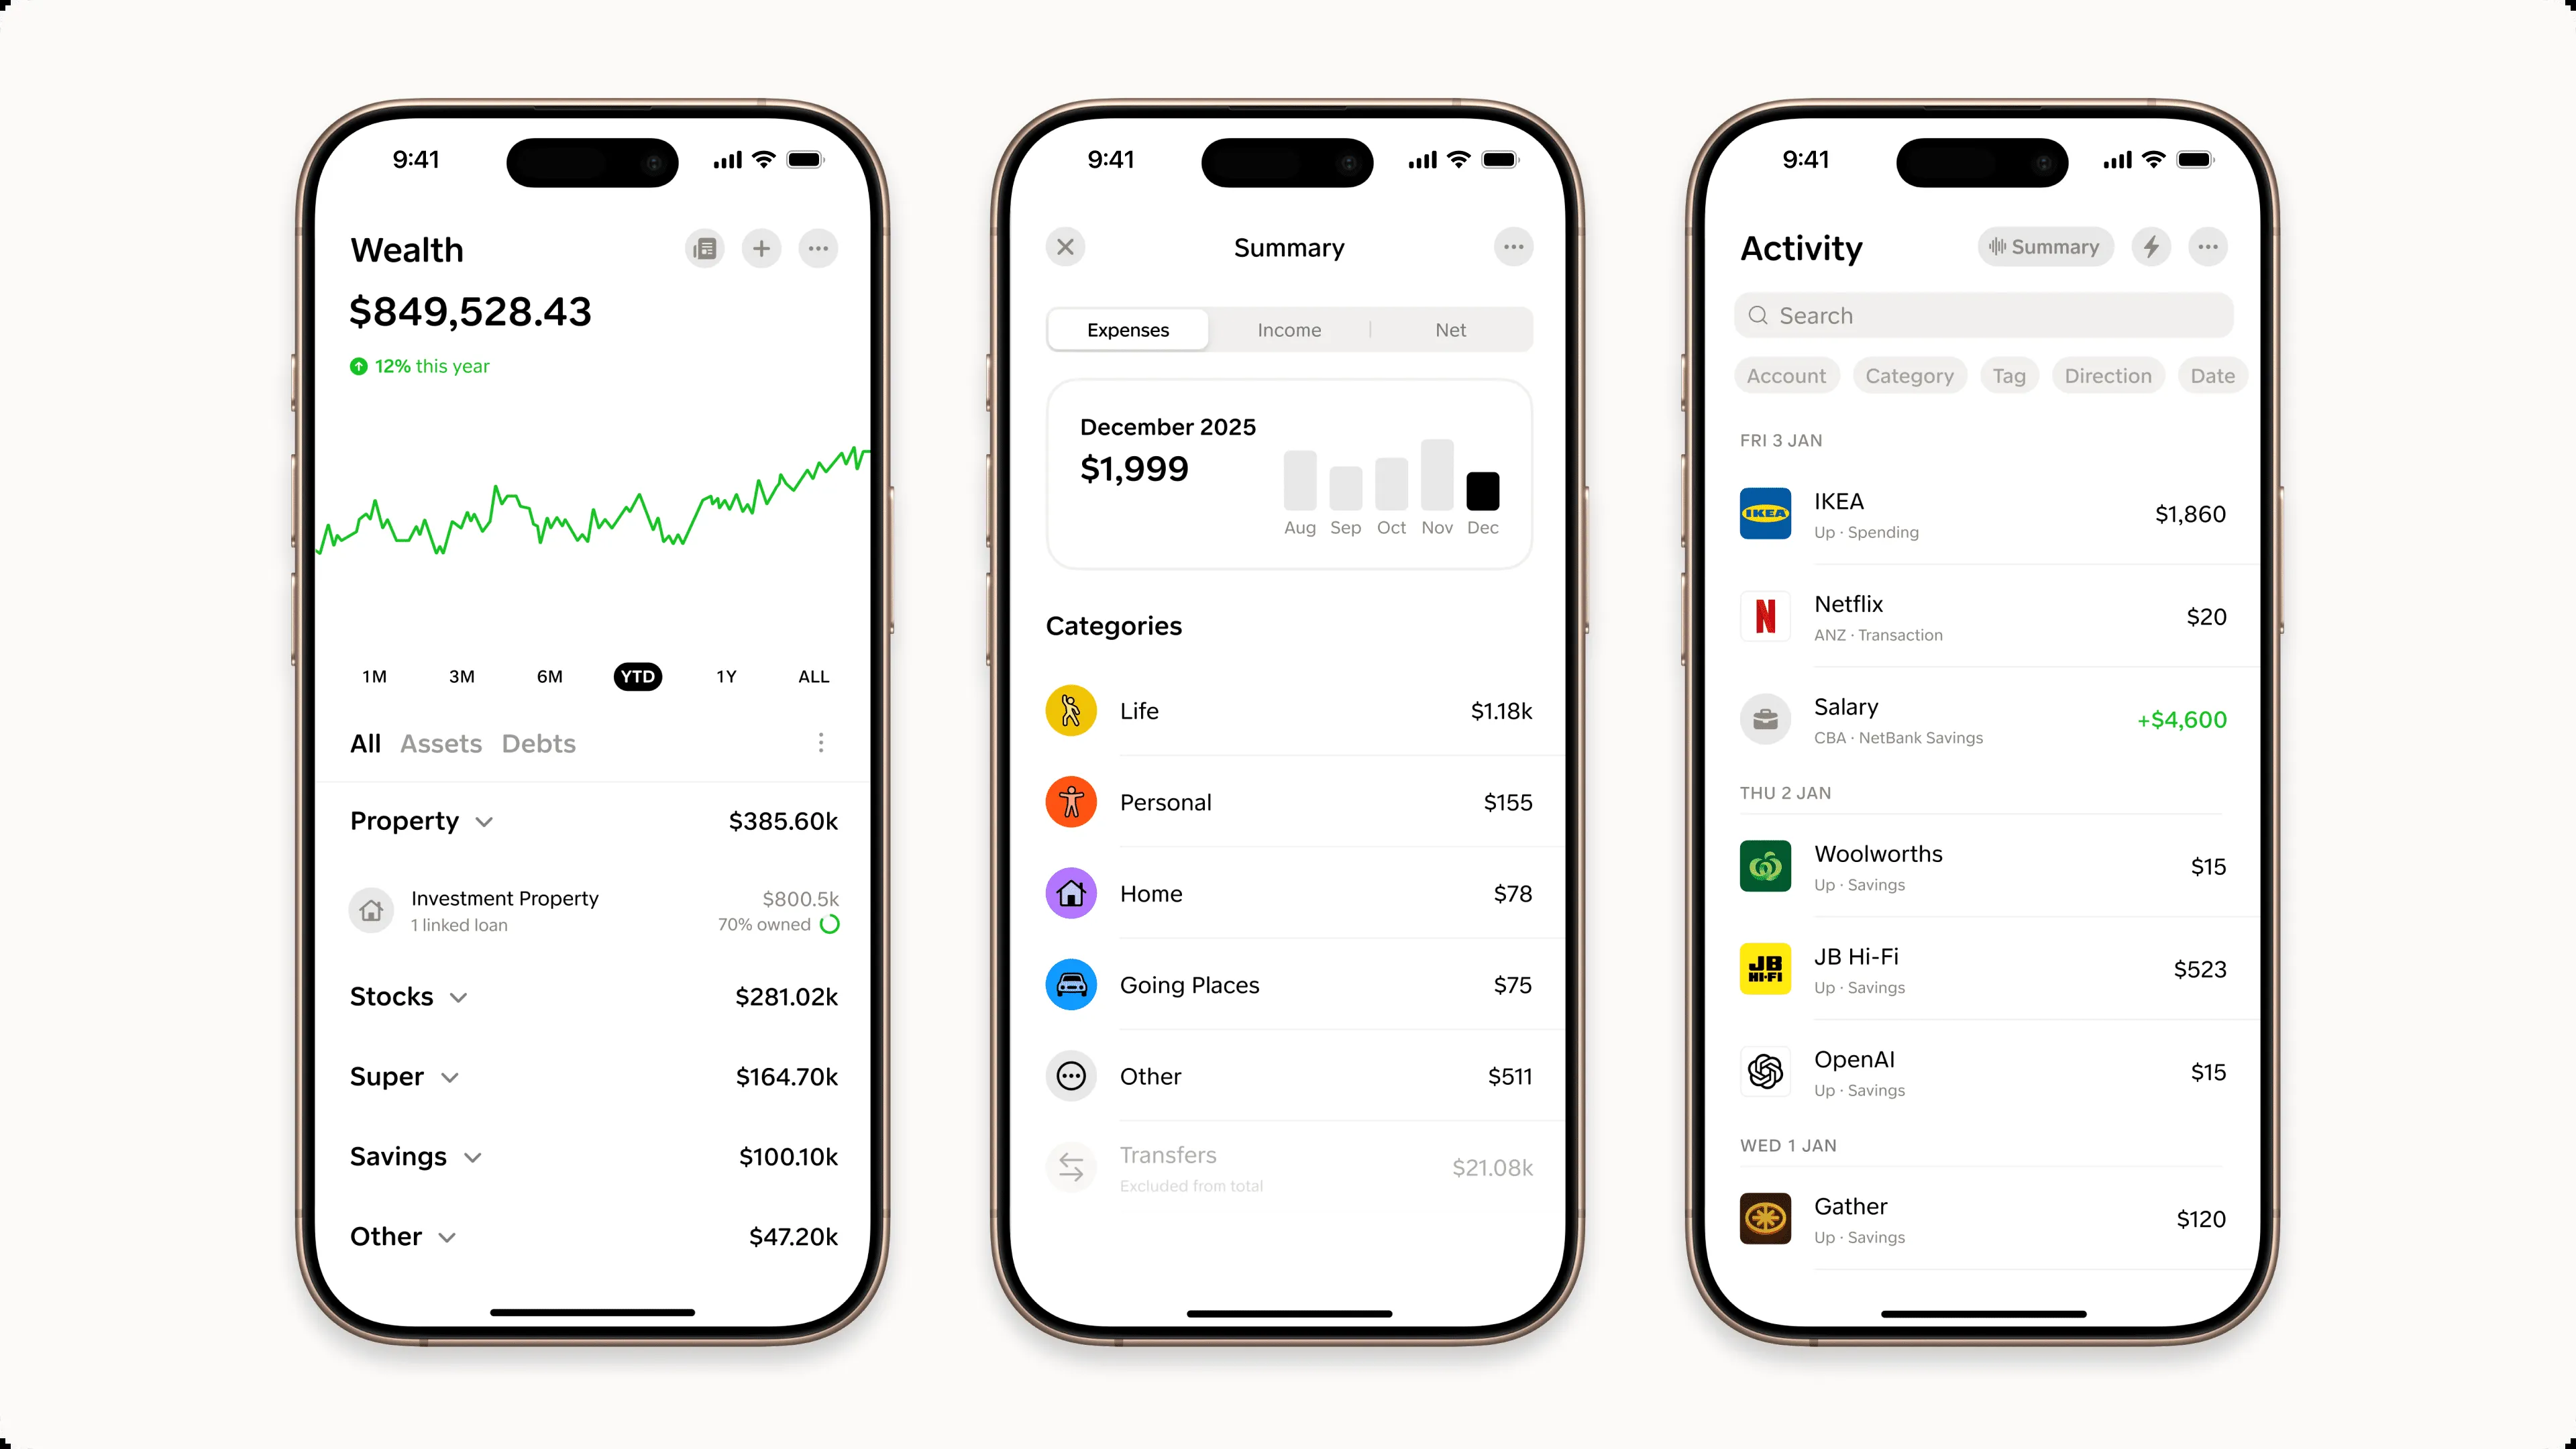 9:41
Wealth
$849,528.43
12% this year
1M 3M 6M YTD 1Y ALL
All Assets Debts
Property $385.60k
Investment Property $800.5k
1 linked loan 70% owned
Stocks $281.02k
Super $164.70k
Savings $100.10k
Other $47.20k
9:41
Summary
Expenses Income Net
December 2025
$1,999
Aug Sep Oct Nov Dec
Categories
Life $1.18k
Personal $155
Home $78
Going Places $75
Other $511
Transfers $21.08k
Excluded from total
9:41
Activity Summary
Search
Account Category Tag Direction Date
FRI 3 JAN
IKEA
IKEA $1,860
Up · Spending
N
Netflix $20
ANZ · Transaction
Salary +$4,600
CBA · NetBank Savings
THU 2 JAN
Woolworths $15
Up · Savings
JB HI-FI
JB Hi-Fi $523
Up · Savings
OpenAI $15
Up · Savings
WED 1 JAN
Gather $120
Up · Savings